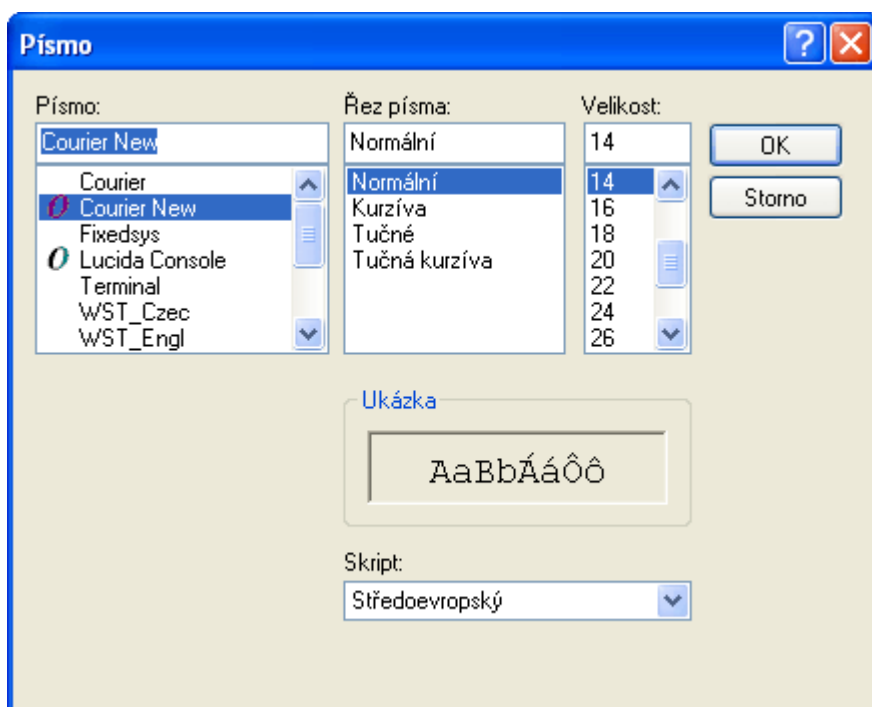 Písmo
Písmo:
Courier New
Courier
Courier New
Fixedsys
Lucida Console
Terminal
WST_Czec
WST_Engl
Řez písma:
Normální
Normální
Kurzíva
Tučné
Tučná kurzíva
Velikost:
14
14
16
18
20
22
24
26
OK
Storno
Ukázka
AaBbÁáÔô
Skript:
Středoevropský